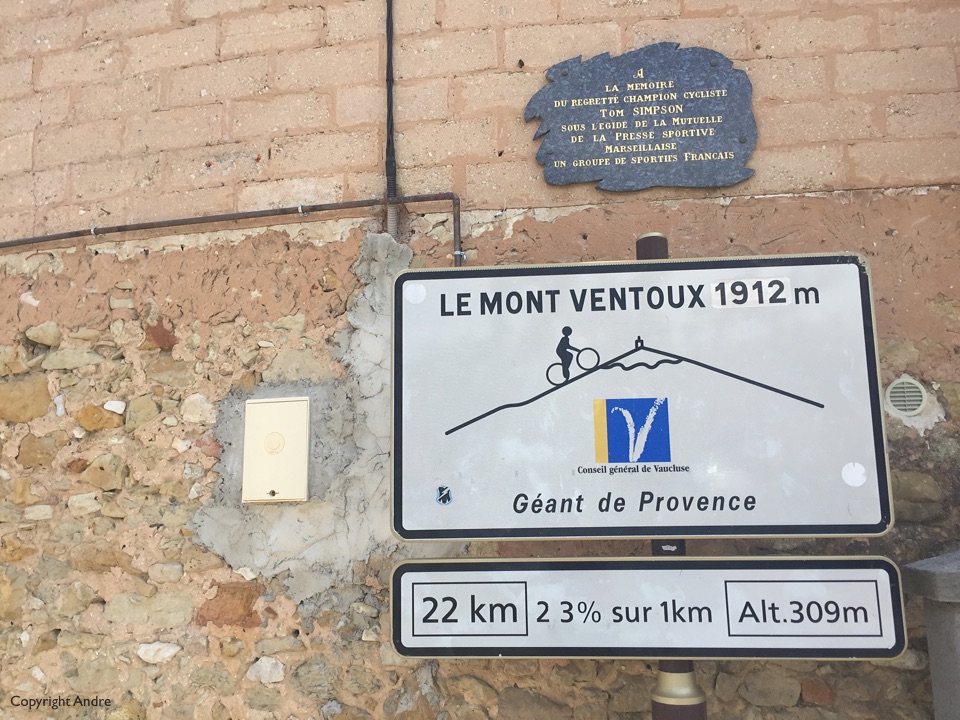 A
LA MEMOIRE
DU REGRETTE CHAMPION CYCLISTE
TOM SIMPSON
SOUS L'EGIDE DE LA MUTUELLE
DE LA PRESSE SPORTIVE
MARSEILLAISE
UN GROUPE DE SPORTIFS FRANCAIS
LE MONT VENTOUX 1912 m
Conseil général de Vaucluse
Géant de Provence
22 km 2 3% sur 1km Alt.309m
Copyright Andre